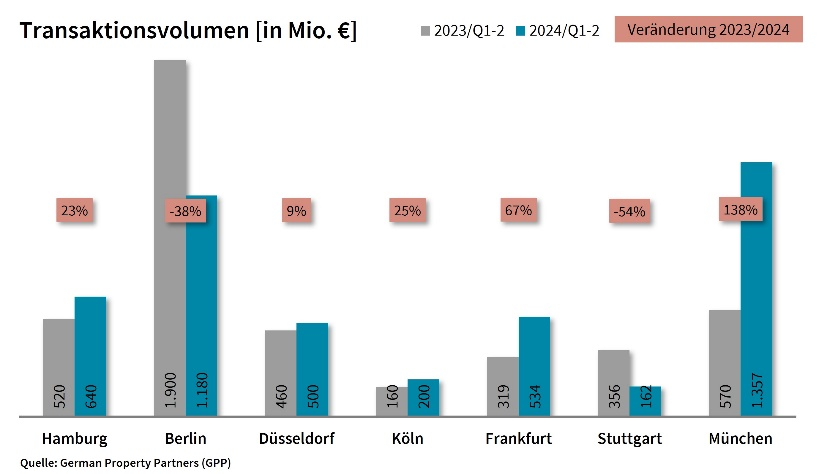 Transaktionsvolumen [in Mio. €]
2023/Q1-2 2024/Q1-2 Veränderung 2023/2024
23% -38% 9% 25% 67% -54% 138%
520 640 1.900 1.180 460 500 160 200 319 534 356 162 570 1.357
Hamburg Berlin Düsseldorf Köln Frankfurt Stuttgart München
Quelle: German Property Partners (GPP)